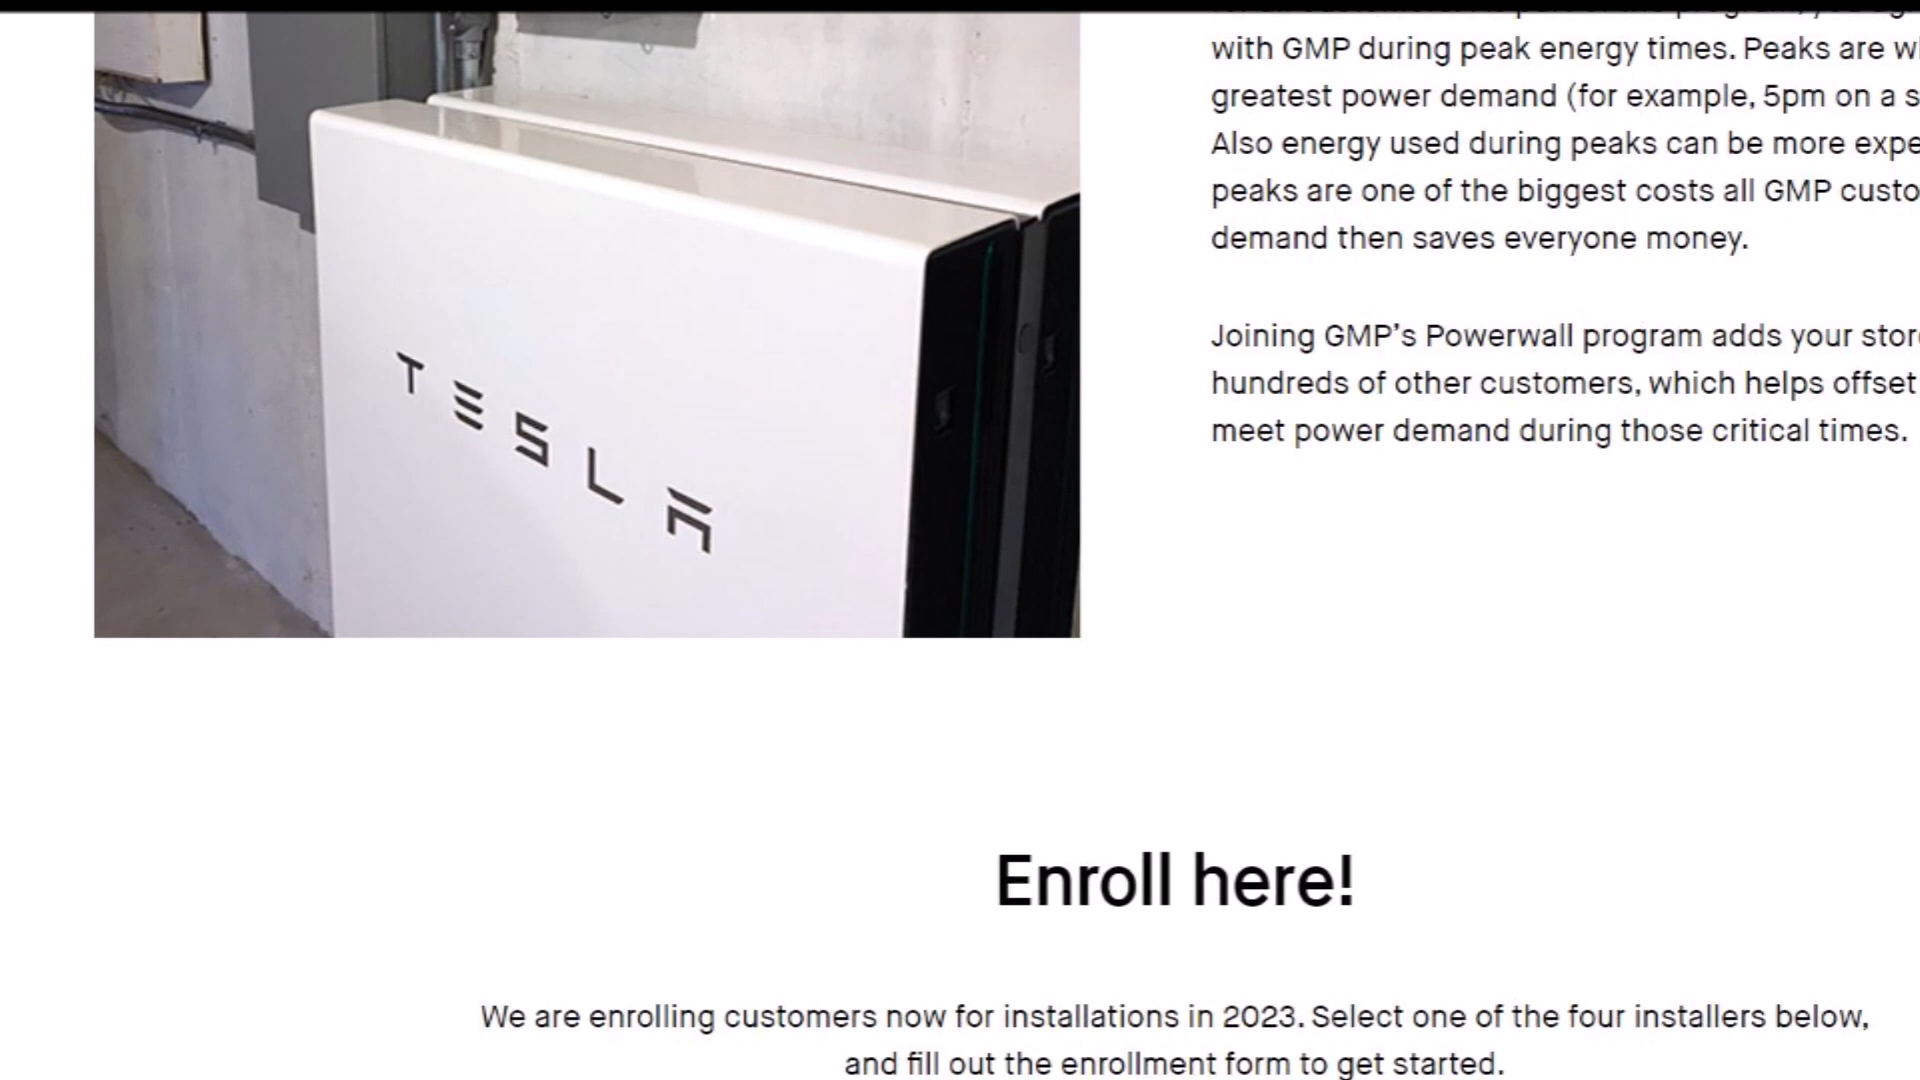 TESLA
with GMP during peak energy times. Peaks are
greatest power demand (for example, 5pm on a
Also energy used during peaks can be more
peaks are one of the biggest costs all GMP
demand then saves everyone money.
Joining GMP's Powerwall program adds your
hundreds of other customers, which helps offset
meet power demand during those critical times.
Enroll here!
We are enrolling customers now for installations in 2023. Select one of the four installers below,
and fill out the enrollment form to get started.